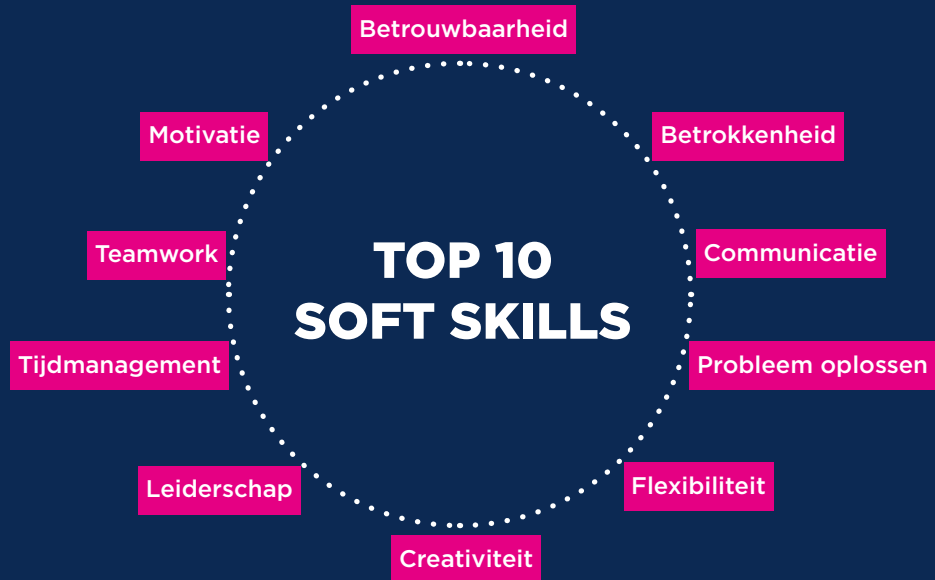 Betrouwbaarheid
Motivatie
Betrokkenheid
Teamwork
TOP 10
SOFT SKILLS
Communicatie
Tijdmanagement
Probleem oplossen
Leiderschap
Flexibiliteit
Creativiteit